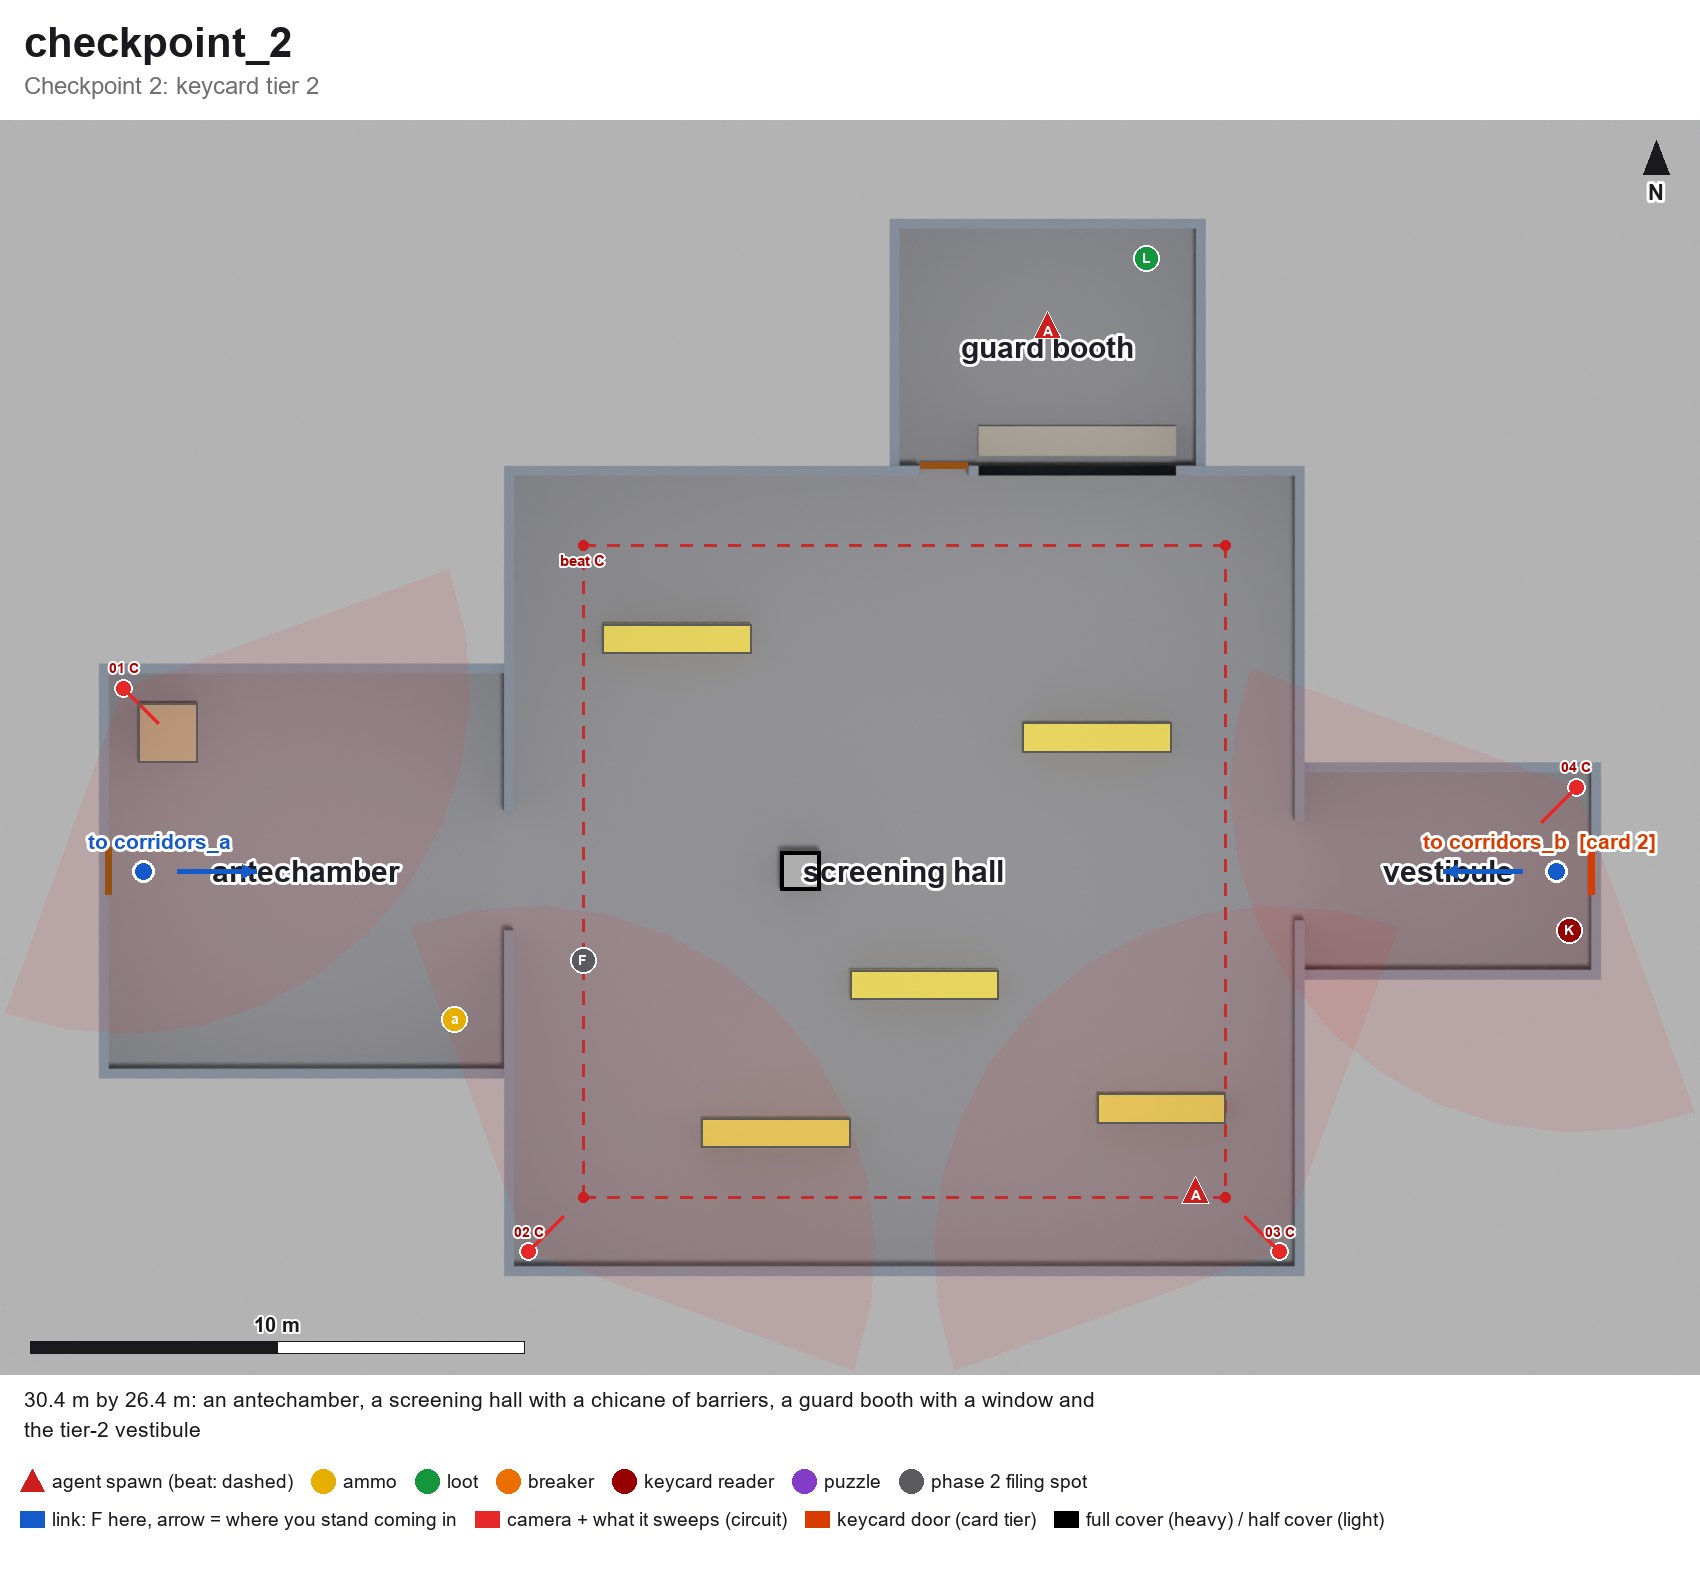 checkpoint_2
Checkpoint 2: keycard tier 2
N
L
A
guard booth
beat C
01 C
04 C
to corridors_a
to corridors_b [card 2]
antechamber
screening hall
vestibule
K
F
a
A
02 C
03 C
10 m
30.4 m by 26.4 m: an antechamber, a screening hall with a chicane of barriers, a guard booth with a window and
the tier-2 vestibule
agent spawn (beat: dashed) ammo loot breaker keycard reader puzzle phase 2 filing spot
link: F here, arrow = where you stand coming in camera + what it sweeps (circuit) keycard door (card tier) full cover (heavy) / half cover (light)